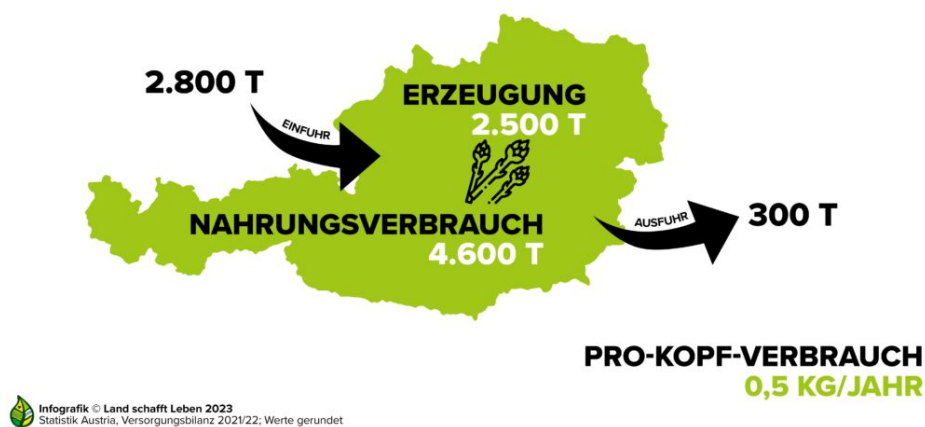 2.800 T
EINFUHR
ERZEUGUNG
2.500 T
NAHRUNGSVERBRAUCH
4.600 T
AUSFUHR
300 T
PRO-KOPF-VERBRAUCH
0,5 KG/JAHR
Infografik © Land schafft Leben 2023
Statistik Austria, Versorgungsbilanz 2021/22; Werte gerundet